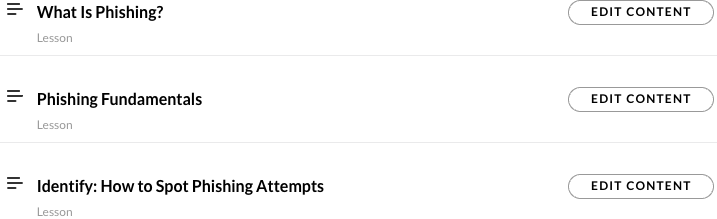 What Is Phishing?
EDIT CONTENT
Lesson
Phishing Fundamentals
EDIT CONTENT
Lesson
Identify: How to Spot Phishing Attempts
EDIT CONTENT
Lesson